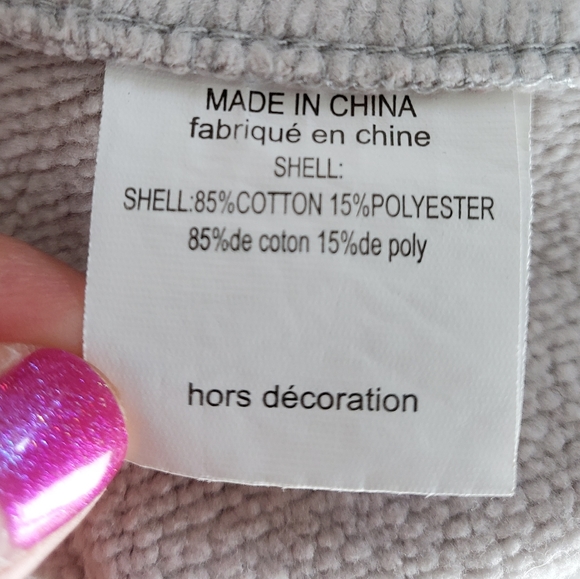 MADE IN CHINA
fabriqué en chine
SHELL:
SHELL:85%COTTON 15%POLYESTER
85%de coton 15%de poly
hors décoration